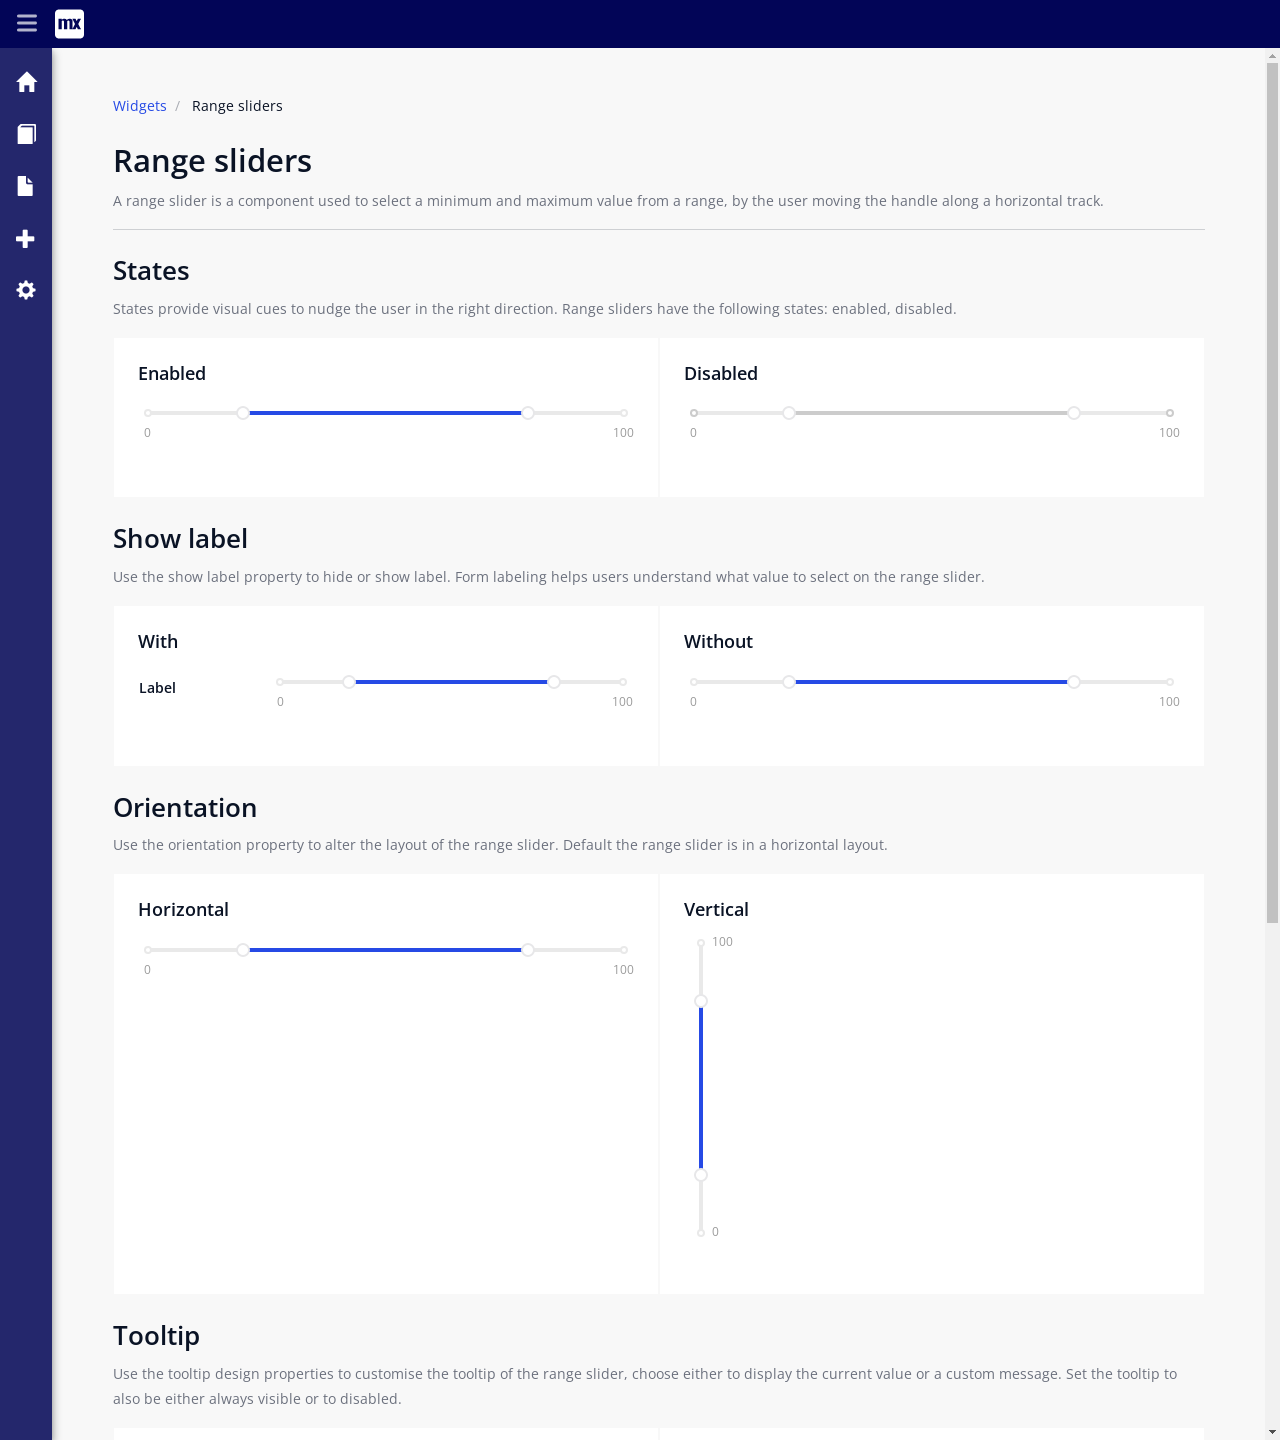 mx
Widgets / Range sliders
Range sliders
A range slider is a component used to select a minimum and maximum value from a range, by the user moving the handle along a horizontal track.
States
States provide visual cues to nudge the user in the right direction. Range sliders have the following states: enabled, disabled.
Enabled
0 100
Disabled
0 100
Show label
Use the show label property to hide or show label. Form labeling helps users understand what value to select on the range slider.
With
Label
0 100
Without
0 100
Orientation
Use the orientation property to alter the layout of the range slider. Default the range slider is in a horizontal layout.
Horizontal
0 100
Vertical
100
0
Tooltip
Use the tooltip design properties to customise the tooltip of the range slider, choose either to display the current value or a custom message. Set the tooltip to
also be either always visible or to disabled.